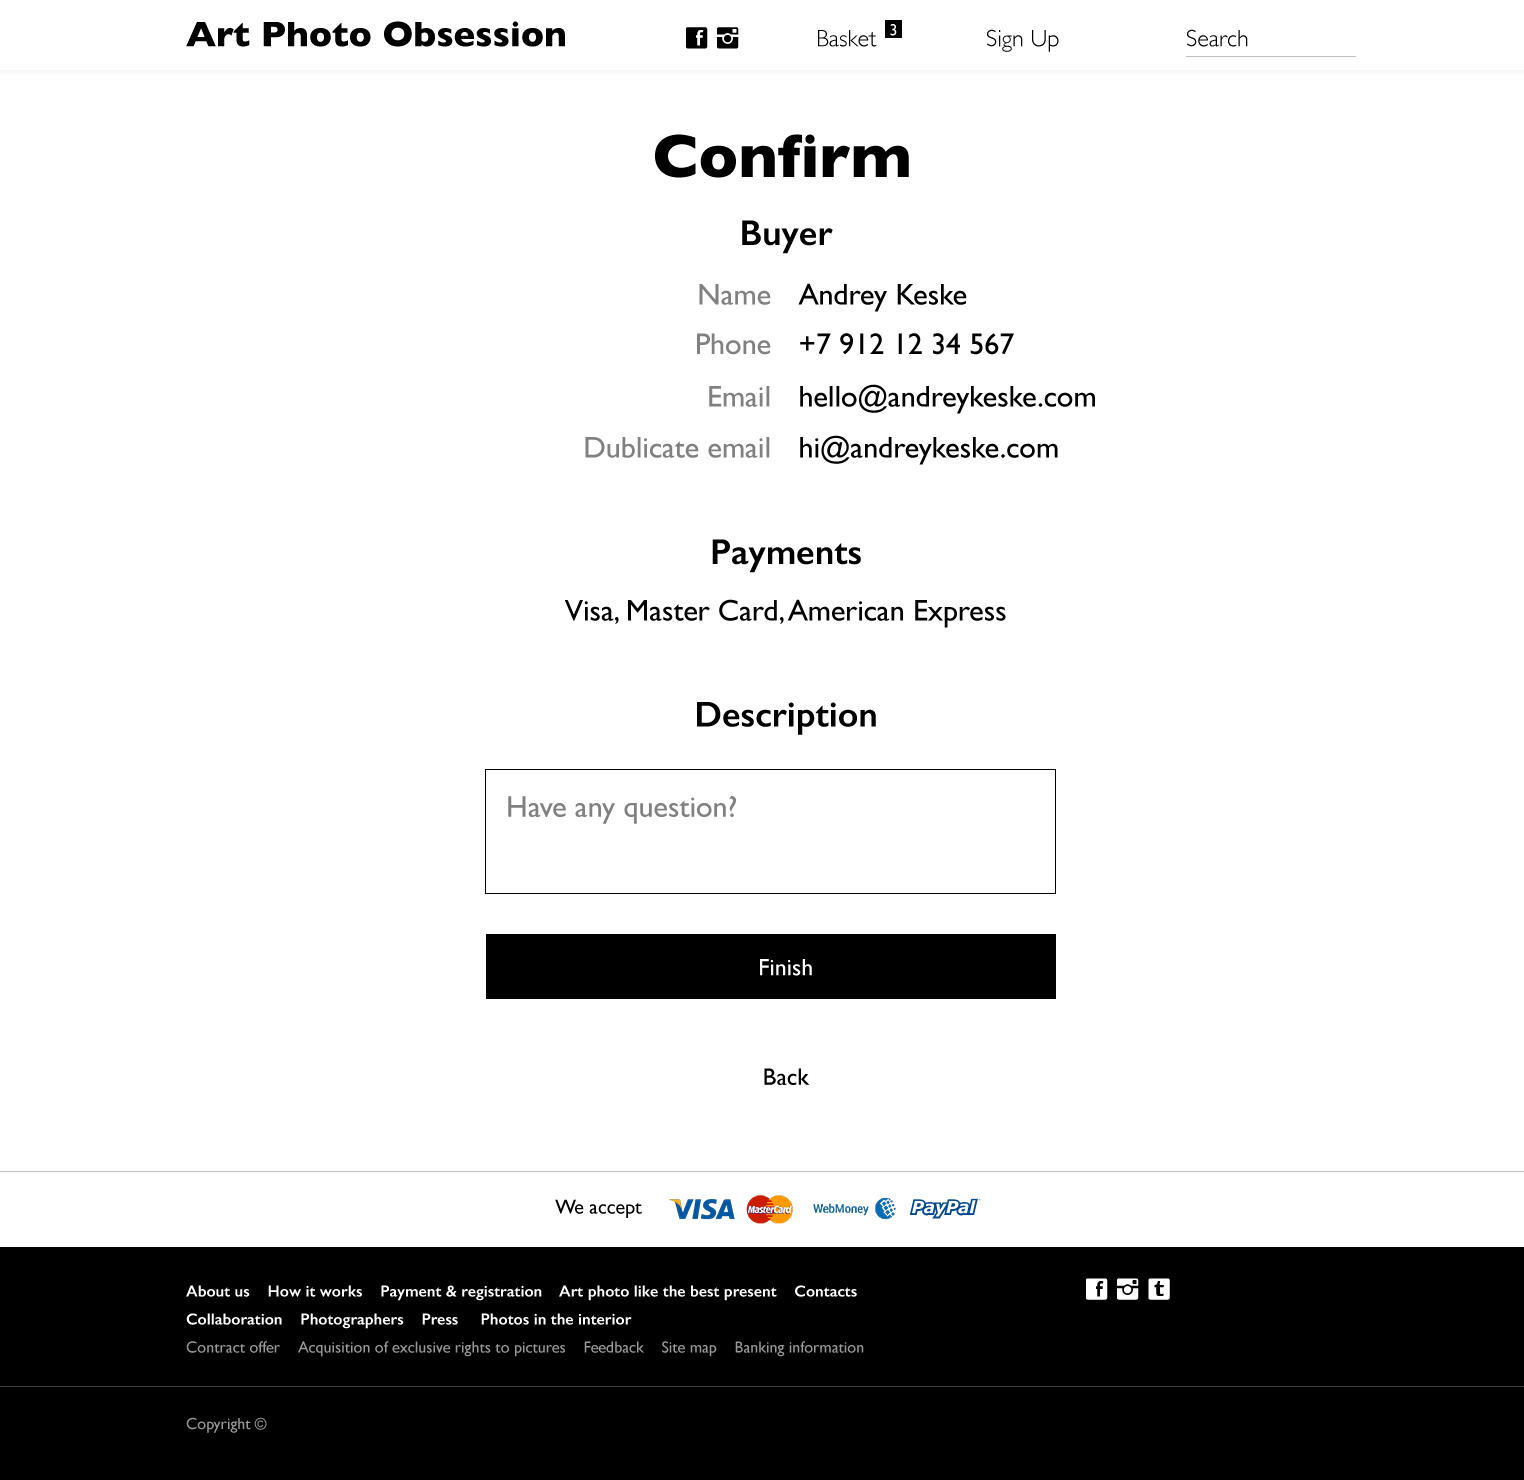 Art Photo Obsession f Basket 3 Sign Up Search
Confirm
Buyer
Name Andrey Keske
Phone +7 912 12 34 567
Email hello@andreykeske.com
Dublicate email hi@andreykeske.com
Payments
Visa, Master Card, American Express
Description
Have any question?
Finish
Back
We accept VISA MasterCard WebMoney PayPal
About us How it works Payment & registration Art photo like the best present Contacts f t
Collaboration Photographers Press Photos in the interior
Contract offer Acquisition of exclusive rights to pictures Feedback Site map Banking information
Copyright ©